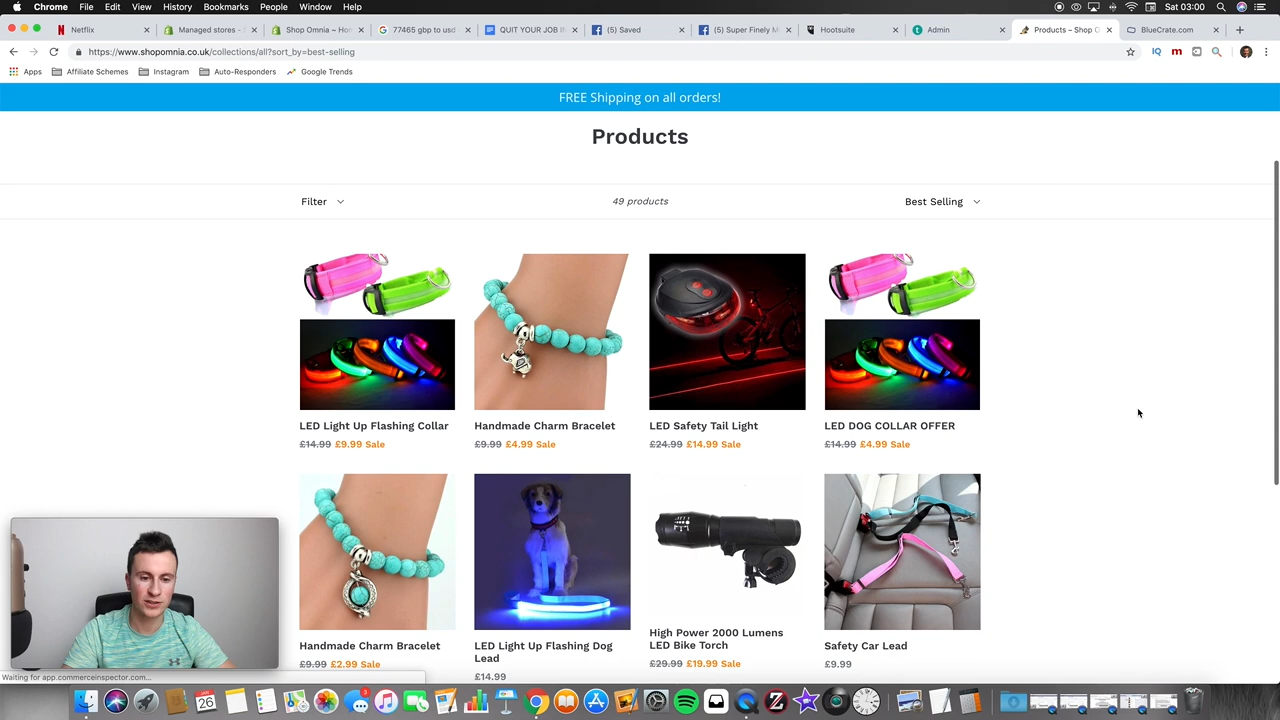 Chrome File Edit View History Bookmarks People Window Help Sat 03:00
Netflix Managed stores - Shop Omnia ~ Hom 77465 gbp to usd QUIT YOUR JOB IN (5) Saved (5) Super Finely M Hootsuite Admin Products – Shop O BlueCrate.com
https://www.shopomnia.co.uk/collections/all?sort_by=best-selling
Apps Affiliate Schemes Instagram Auto-Responders Google Trends
FREE Shipping on all orders!
Products
Filter 49 products Best Selling
LED Light Up Flashing Collar Handmade Charm Bracelet LED Safety Tail Light LED DOG COLLAR OFFER
£14.99 £9.99 Sale £9.99 £4.99 Sale £24.99 £14.99 Sale £14.99 £4.99 Sale
Handmade Charm Bracelet
£9.99 £2.99 Sale
LED Light Up Flashing Dog
Lead
£14.99
High Power 2000 Lumens
LED Bike Torch
£29.99 £19.99 Sale
Safety Car Lead
£9.99
Waiting for app.commerceinspector.com...
JAN
26
3